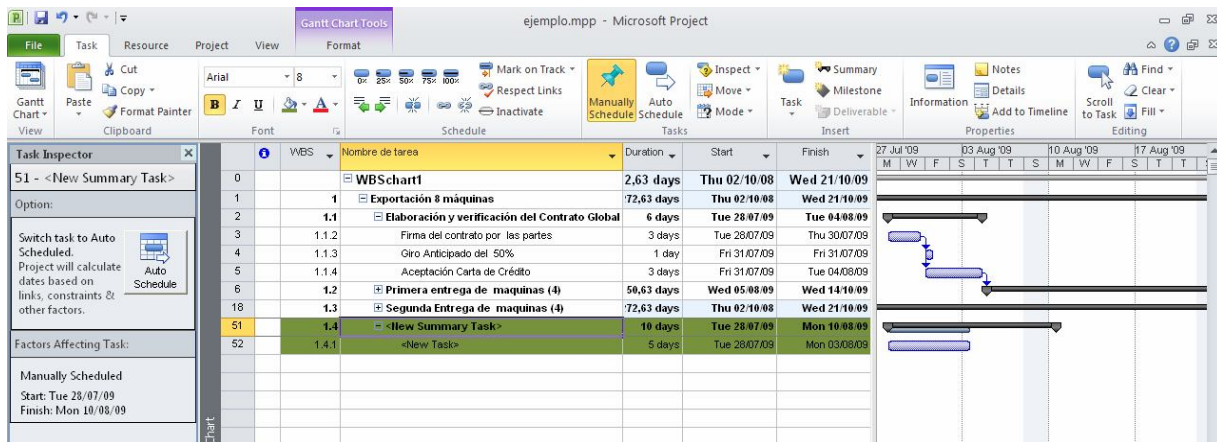 Gantt Chart Tools
ejemplo.mpp - Microsoft Project
File Task Resource Project View Format
Cut
Copy
Format Painter
Paste
Gantt Chart
View
Clipboard
Arial 8
B I U A
Font
0% 25% 50% 75% 100%
Mark on Track
Respect Links
Inactivate
Schedule
Manually Schedule
Auto Schedule
Inspect
Move
Mode
Tasks
Task
Summary
Milestone
Deliverable
Insert
Information
Notes
Details
Add to Timeline
Properties
Scroll to Task
Find
Clear
Fill
Editing
Task Inspector
51 - <New Summary Task>
Option:
Switch task to Auto
Scheduled.
Project will calculate
dates based on
links, constraints &
other factors.
Auto
Schedule
Factors Affecting Task:
Manually Scheduled
Start: Tue 28/07/09
Finish: Mon 10/08/09
Chart
WBS Nombre de tarea Duration Start Finish
27 Jul '09 03 Aug '09 10 Aug '09 17 Aug '09
M W F S T T S M W F S T T
0 WBSchart1 2,63 days Thu 02/10/08 Wed 21/10/09
1 1 Exportación 8 máquinas 72,63 days Thu 02/10/08 Wed 21/10/09
2 1.1 Elaboración y verificación del Contrato Global 6 days Tue 28/07/09 Tue 04/08/09
3 1.1.2 Firma del contrato por las partes 3 days Tue 28/07/09 Thu 30/07/09
4 1.1.3 Giro Anticipado del 50% 1 day Fri 31/07/09 Fri 31/07/09
5 1.1.4 Aceptación Carta de Crédito 3 days Fri 31/07/09 Tue 04/08/09
6 1.2 Primera entrega de maquinas (4) 50,63 days Wed 05/08/09 Wed 14/10/09
18 1.3 Segunda Entrega de maquinas (4) 72,63 days Thu 02/10/08 Wed 21/10/09
51 1.4 <New Summary Task> 10 days Tue 28/07/09 Mon 10/08/09
52 1.4.1 <New Task> 5 days Tue 28/07/09 Mon 03/08/09